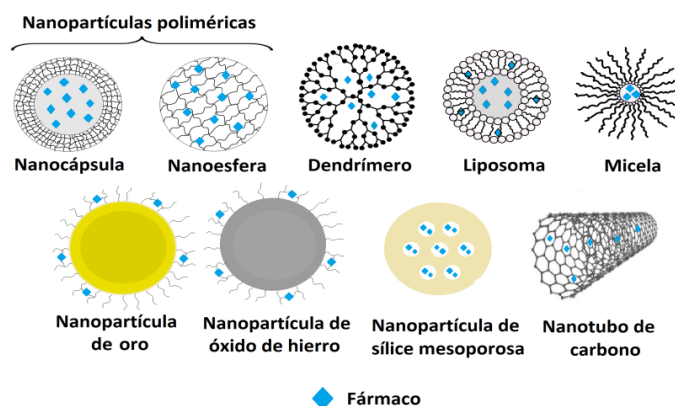 Nanopartículas poliméricas
Nanocápsula
Nanoesfera
Dendrímero
Liposoma
Micela
Nanopartícula
de oro
Nanopartícula de
óxido de hierro
Nanopartícula de
sílice mesoporosa
Nanotubo de
carbono
Fármaco